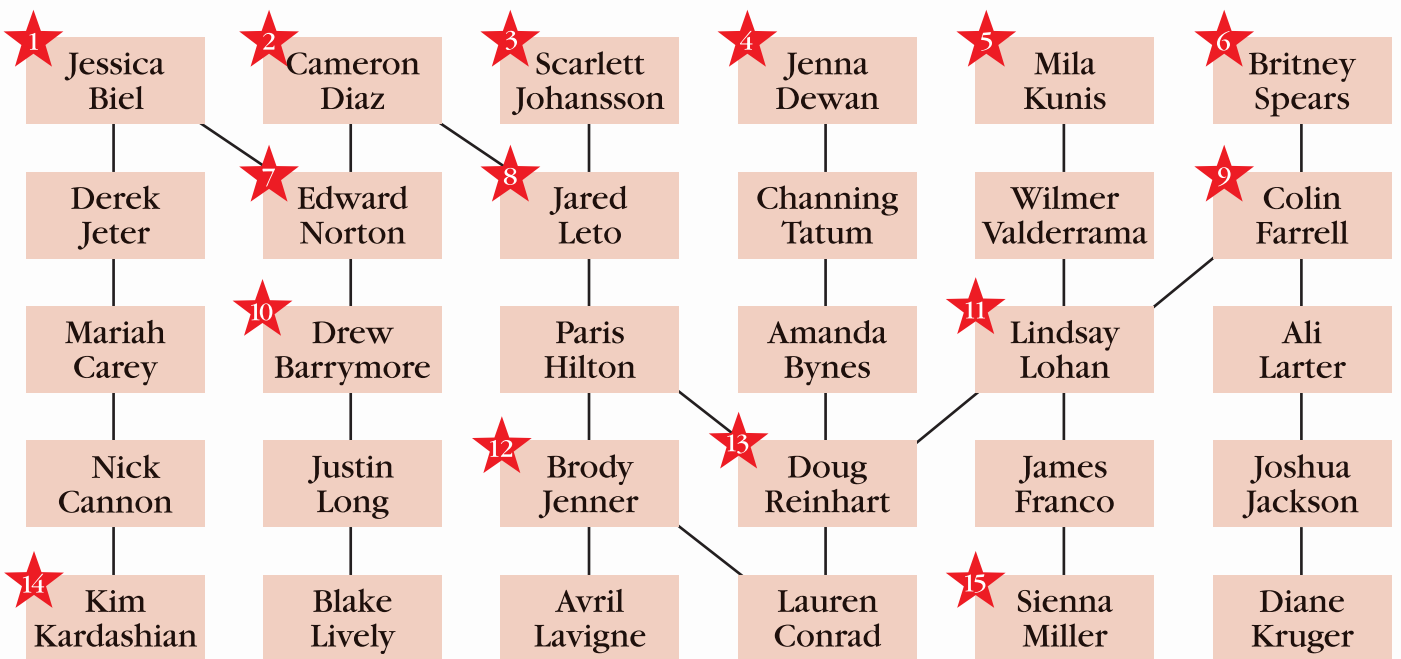 1
Jessica
Biel
2
Cameron
Diaz
3
Scarlett
Johansson
4
Jenna
Dewan
5
Mila
Kunis
6
Britney
Spears
Derek
Jeter
7
Edward
Norton
8
Jared
Leto
Channing
Tatum
Wilmer
Valderrama
9
Colin
Farrell
Mariah
Carey
10
Drew
Barrymore
Paris
Hilton
Amanda
Bynes
11
Lindsay
Lohan
Ali
Larter
Nick
Cannon
Justin
Long
12
Brody
Jenner
13
Doug
Reinhart
James
Franco
Joshua
Jackson
14
Kim
Kardashian
Blake
Lively
Avril
Lavigne
Lauren
Conrad
15
Sienna
Miller
Diane
Kruger